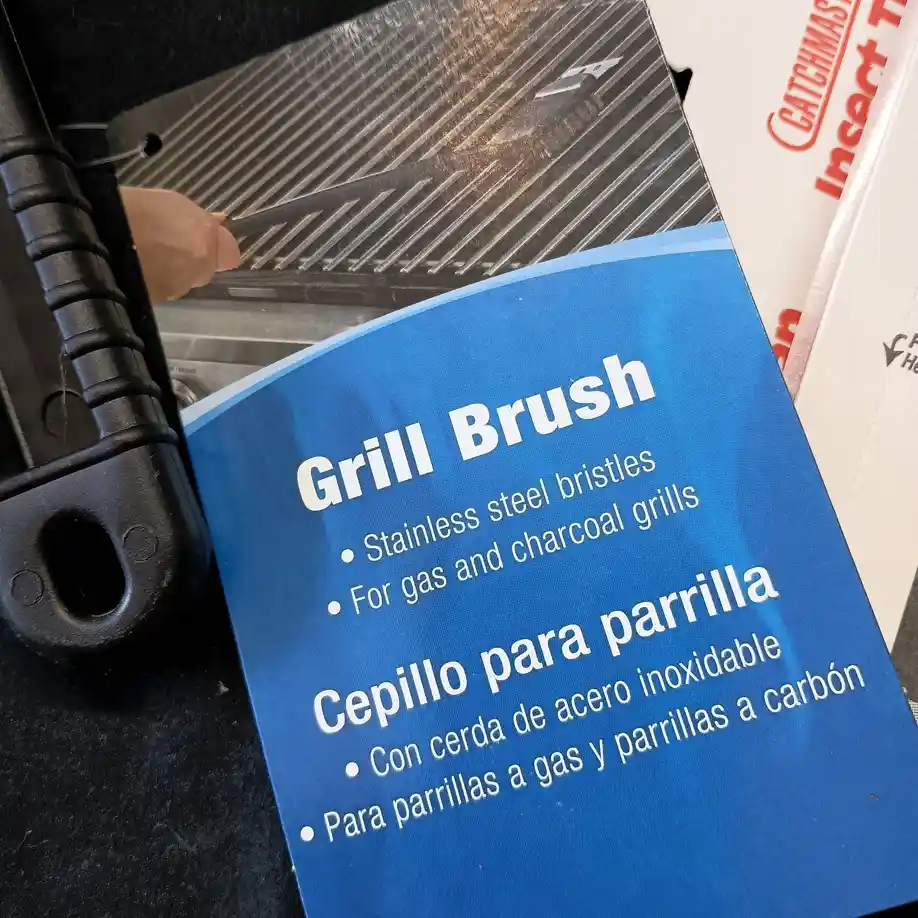 Grill Brush
• Stainless steel bristles
• For gas and charcoal grills
Cepillo para parrilla
• Con cerda de acero inoxidable
• Para parrillas a gas y parrillas a carbón
CATCHMAS
Insect